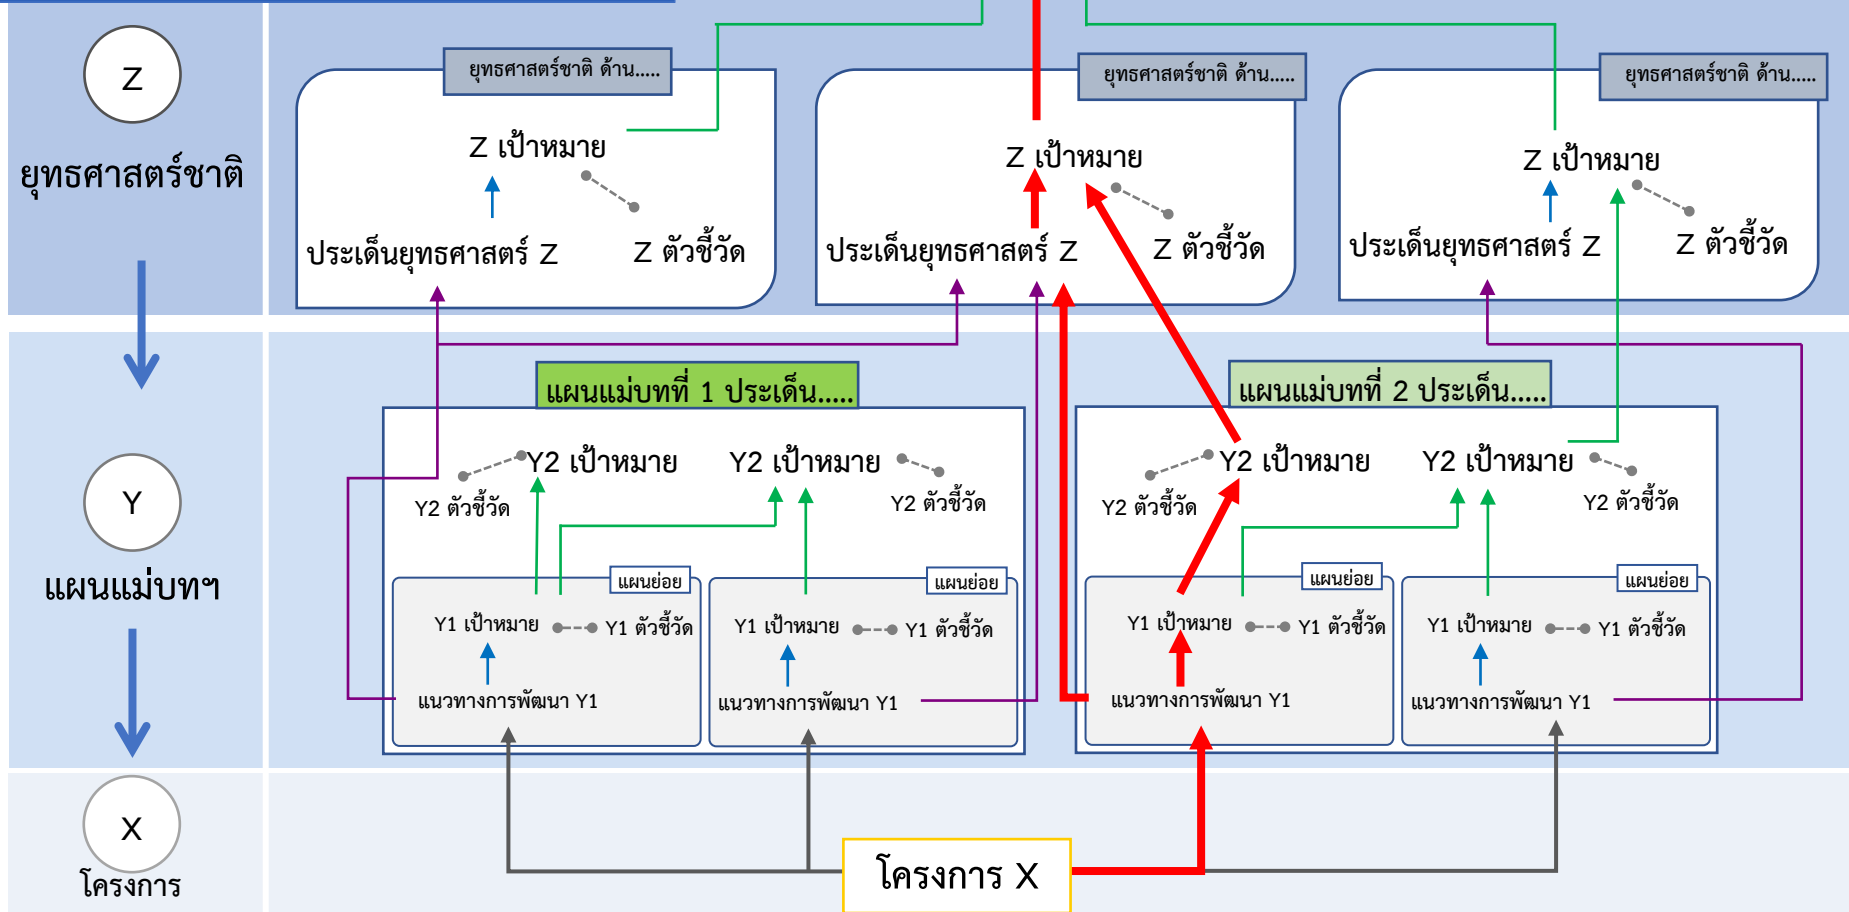 Z
ยุทธศาสตร์ชาติ
ยุทธศาสตร์ชาติ ด้าน.....
Z เป้าหมาย
ประเด็นยุทธศาสตร์ Z
Z ตัวชี้วัด
ยุทธศาสตร์ชาติ ด้าน.....
Z เป้าหมาย
ประเด็นยุทธศาสตร์ Z
Z ตัวชี้วัด
ยุทธศาสตร์ชาติ ด้าน.....
Z เป้าหมาย
ประเด็นยุทธศาสตร์ Z
Z ตัวชี้วัด
Y
แผนแม่บทฯ
แผนแม่บทที่ 1 ประเด็น.....
Y2 เป้าหมาย
Y2 เป้าหมาย
Y2 ตัวชี้วัด
Y2 ตัวชี้วัด
แผนย่อย
Y1 เป้าหมาย
Y1 ตัวชี้วัด
แนวทางการพัฒนา Y1
แผนย่อย
Y1 เป้าหมาย
Y1 ตัวชี้วัด
แนวทางการพัฒนา Y1
แผนแม่บทที่ 2 ประเด็น.....
Y2 เป้าหมาย
Y2 เป้าหมาย
Y2 ตัวชี้วัด
Y2 ตัวชี้วัด
แผนย่อย
Y1 เป้าหมาย
Y1 ตัวชี้วัด
แนวทางการพัฒนา Y1
แผนย่อย
Y1 เป้าหมาย
Y1 ตัวชี้วัด
แนวทางการพัฒนา Y1
X
โครงการ
โครงการ X